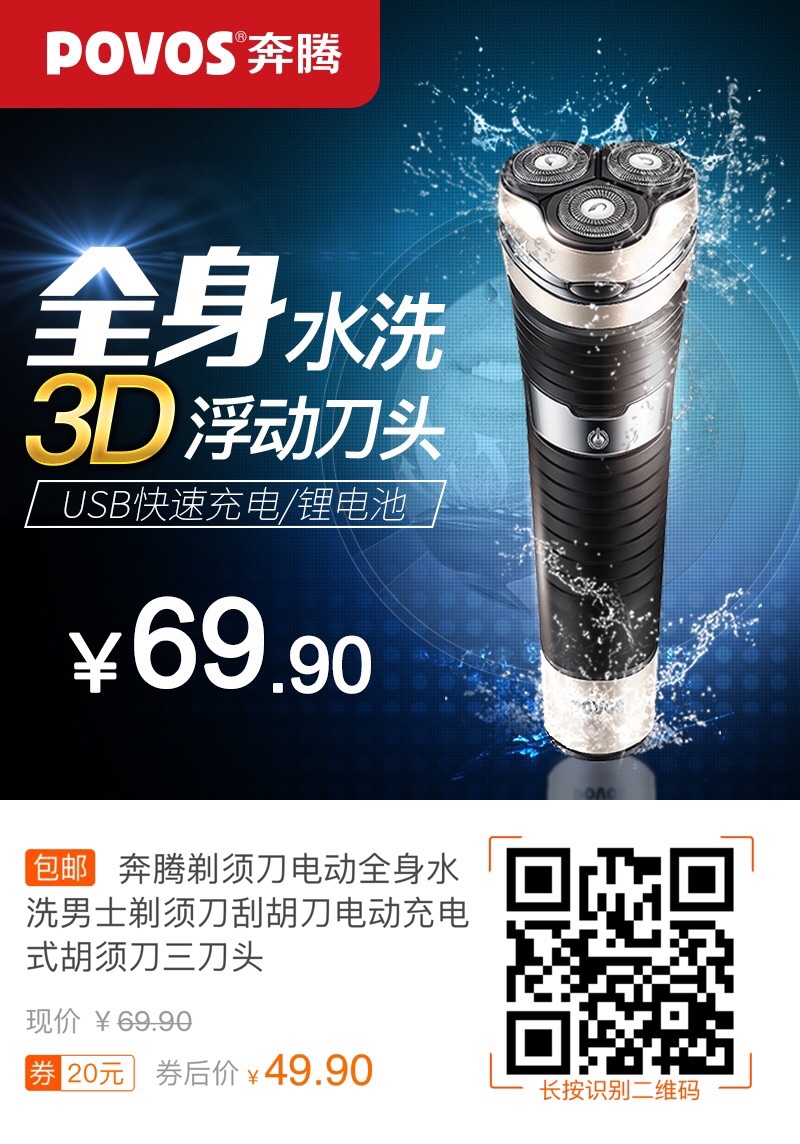 POVOS®奔腾
全身水洗
3D浮动刀头
USB快速充电/锂电池
¥69.90
POVOS
包邮 奔腾剃须刀电动全身水
洗男士剃须刀刮胡刀电动充电
式胡须刀三刀头
现价 ¥69.90
券 20元 券后价 ¥49.90
长按识别二维码